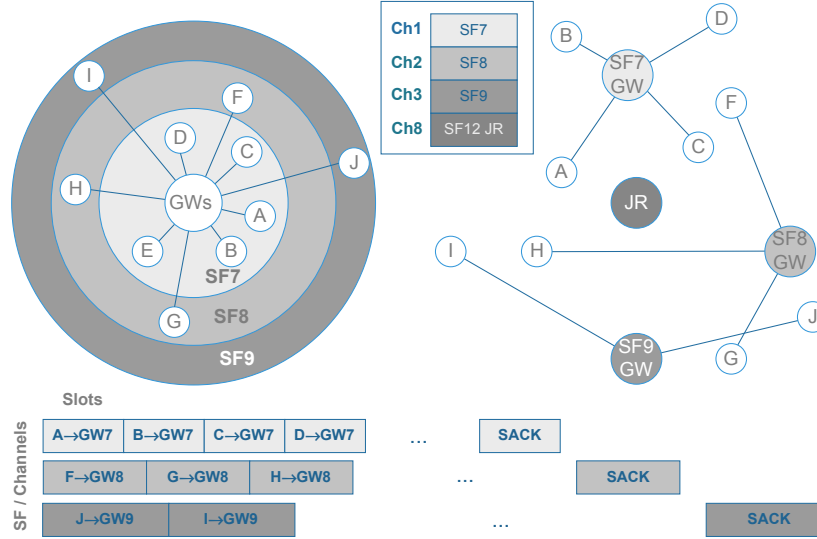 I
F
D
C
J
H
GWs
A
E
B
SF7
G
SF8
SF9
Ch1 SF7
Ch2 SF8
Ch3 SF9
Ch8 SF12 JR
B
D
SF7
GW
F
C
A
JR
I
H
SF8
GW
J
SF9
GW
G
Slots
SF / Channels
A→GW7 B→GW7 C→GW7 D→GW7 ... SACK
F→GW8 G→GW8 H→GW8 ... SACK
J→GW9 I→GW9 ... SACK